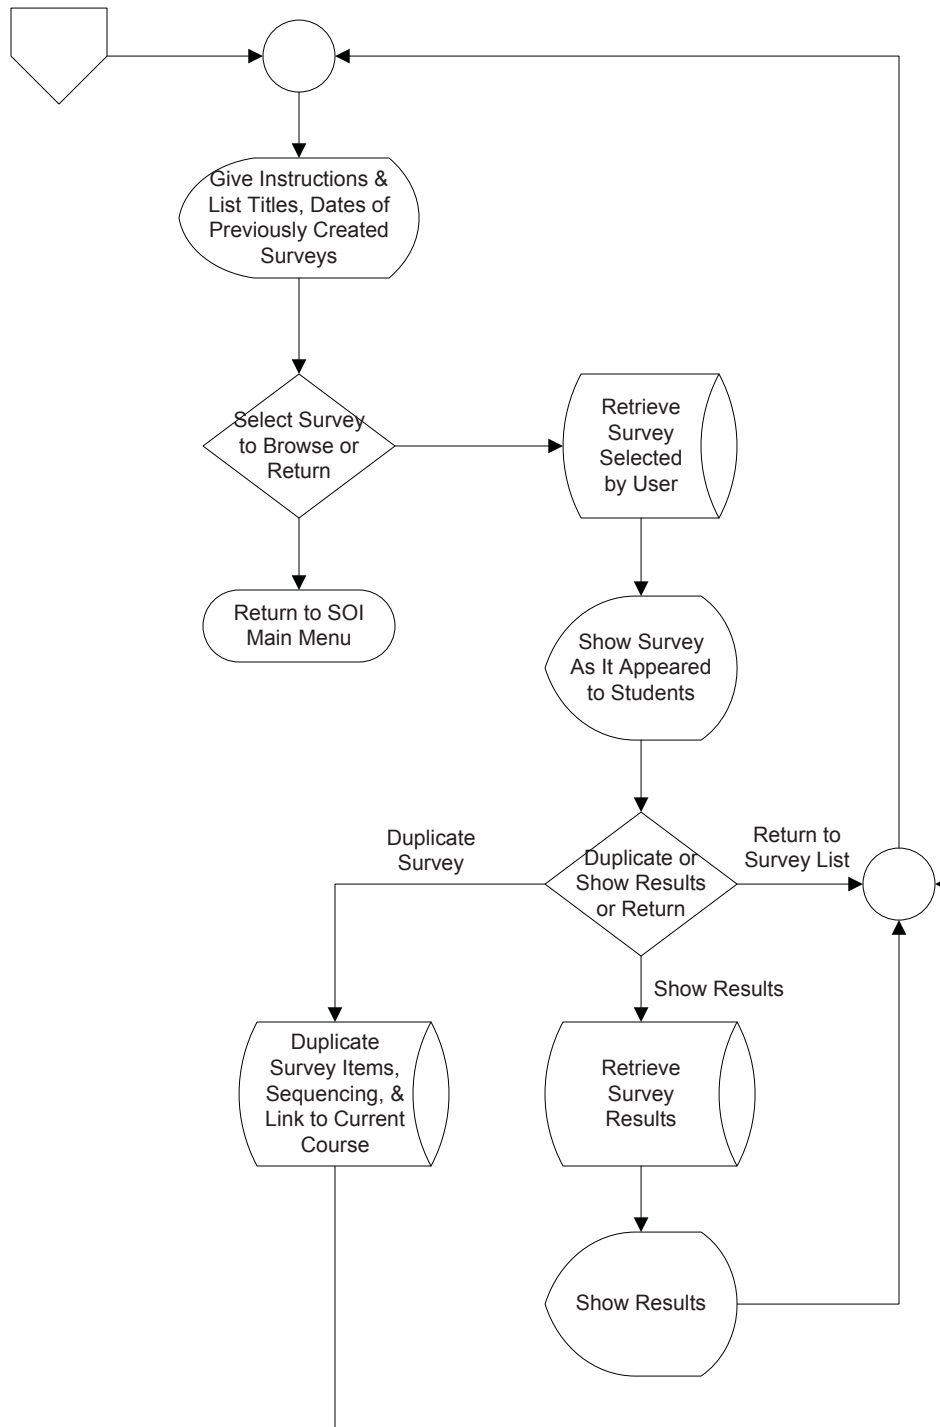 Give Instructions &
List Titles, Dates of
Previously Created
Surveys
Select Survey
to Browse or
Return
Retrieve
Survey
Selected
by User
Return to SOI
Main Menu
Show Survey
As It Appeared
to Students
Duplicate
Survey
Duplicate or
Show Results
or Return
Return to
Survey List
Show Results
Duplicate
Survey Items,
Sequencing, &
Link to Current
Course
Retrieve
Survey
Results
Show Results